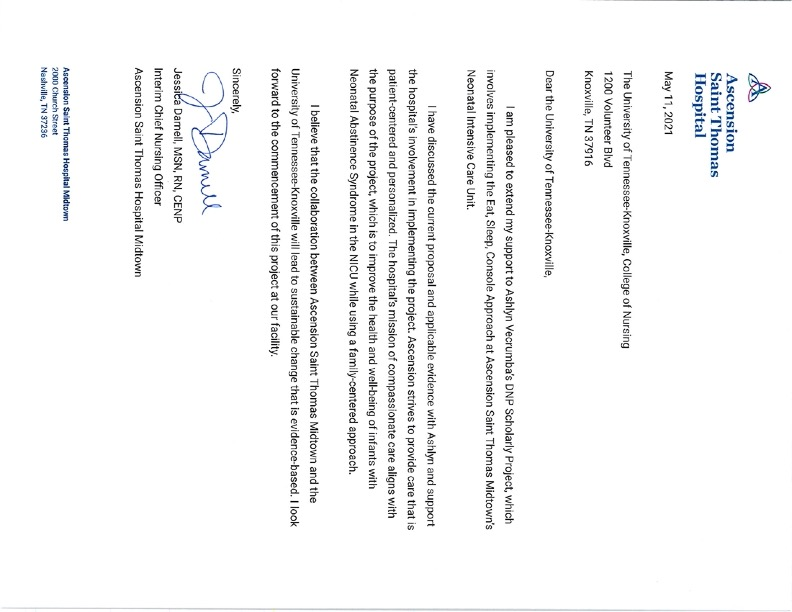 Ascension
Saint Thomas
Hospital
May 11, 2021
The University of Tennessee-Knoxville, College of Nursing
1200 Volunteer Blvd
Knoxville, TN 37916
Dear the University of Tennessee-Knoxville,
I am pleased to extend my support to Ashlyn Vecrumba's DNP Scholarly Project, which
involves implementing the Eat, Sleep, Console Approach at Ascension Saint Thomas Midtown's
Neonatal Intensive Care Unit.
I have discussed the current proposal and applicable evidence with Ashlyn and support
the hospital's involvement in implementing the project. Ascension strives to provide care that is
patient-centered and personalized. The hospital's mission of compassionate care aligns with
the purpose of the project, which is to improve the health and well-being of infants with
Neonatal Abstinence Syndrome in the NICU while using a family-centered approach.
I believe that the collaboration between Ascension Saint Thomas Midtown and the
University of Tennessee-Knoxville will lead to sustainable change that is evidence-based. I look
forward to the commencement of this project at our facility.
Sincerely,
J Darnell
Jessica Darnell, MSN, RN, CENP
Interim Chief Nursing Officer
Ascension Saint Thomas Hospital Midtown
Ascension Saint Thomas Hospital Midtown
2000 Church Street
Nashville, TN 37236